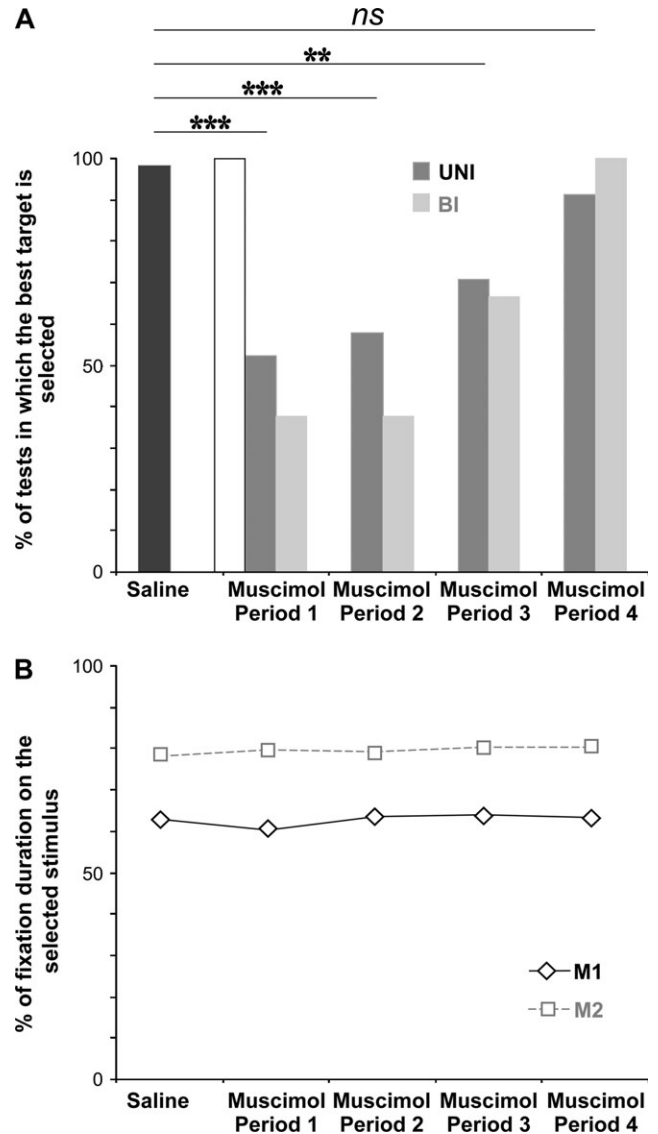 A
ns
**
***
***
% of tests in which the best target is
selected
100
50
0
UNI
BI
Saline
Muscimol
Period 1
Muscimol
Period 2
Muscimol
Period 3
Muscimol
Period 4
B
% of fixation duration on the
selected stimulus
100
50
0
M1
M2
Saline
Muscimol
Period 1
Muscimol
Period 2
Muscimol
Period 3
Muscimol
Period 4